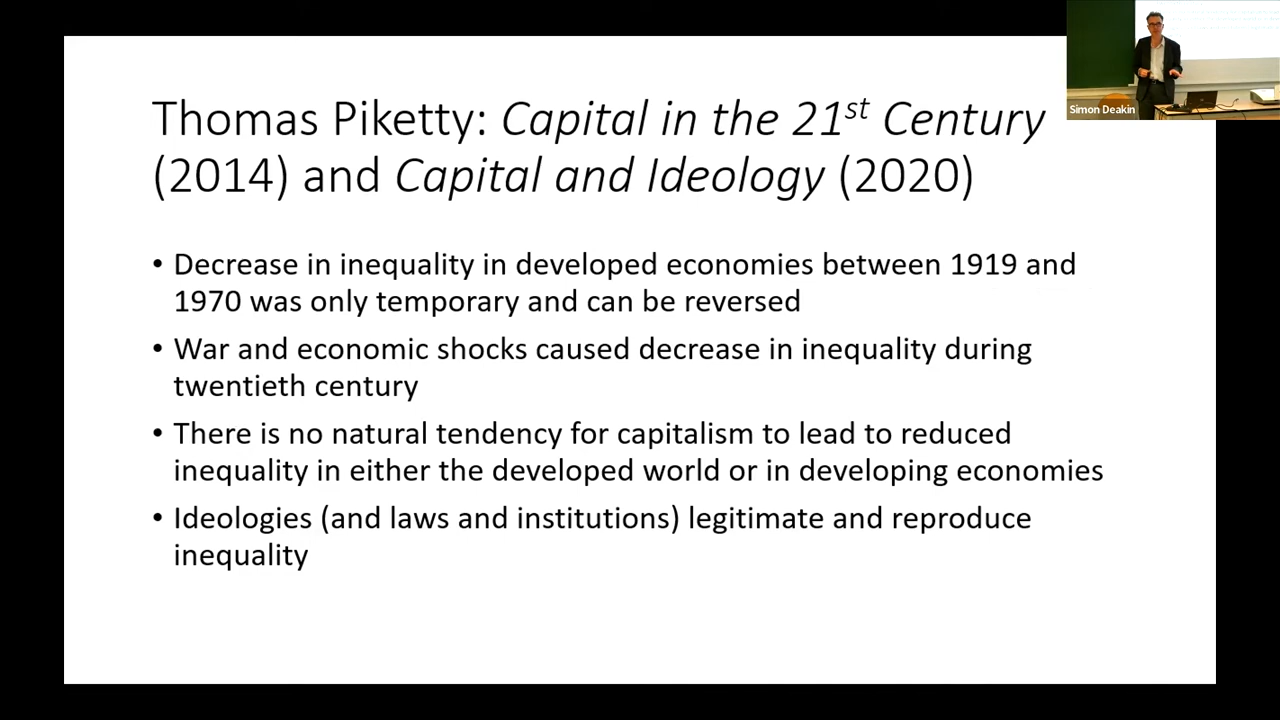 Thomas Piketty: Capital in the 21st Century
(2014) and Capital and Ideology (2020)
• Decrease in inequality in developed economies between 1919 and
1970 was only temporary and can be reversed
• War and economic shocks caused decrease in inequality during
twentieth century
• There is no natural tendency for capitalism to lead to reduced
inequality in either the developed world or in developing economies
• Ideologies (and laws and institutions) legitimate and reproduce
inequality
Simon Deakin